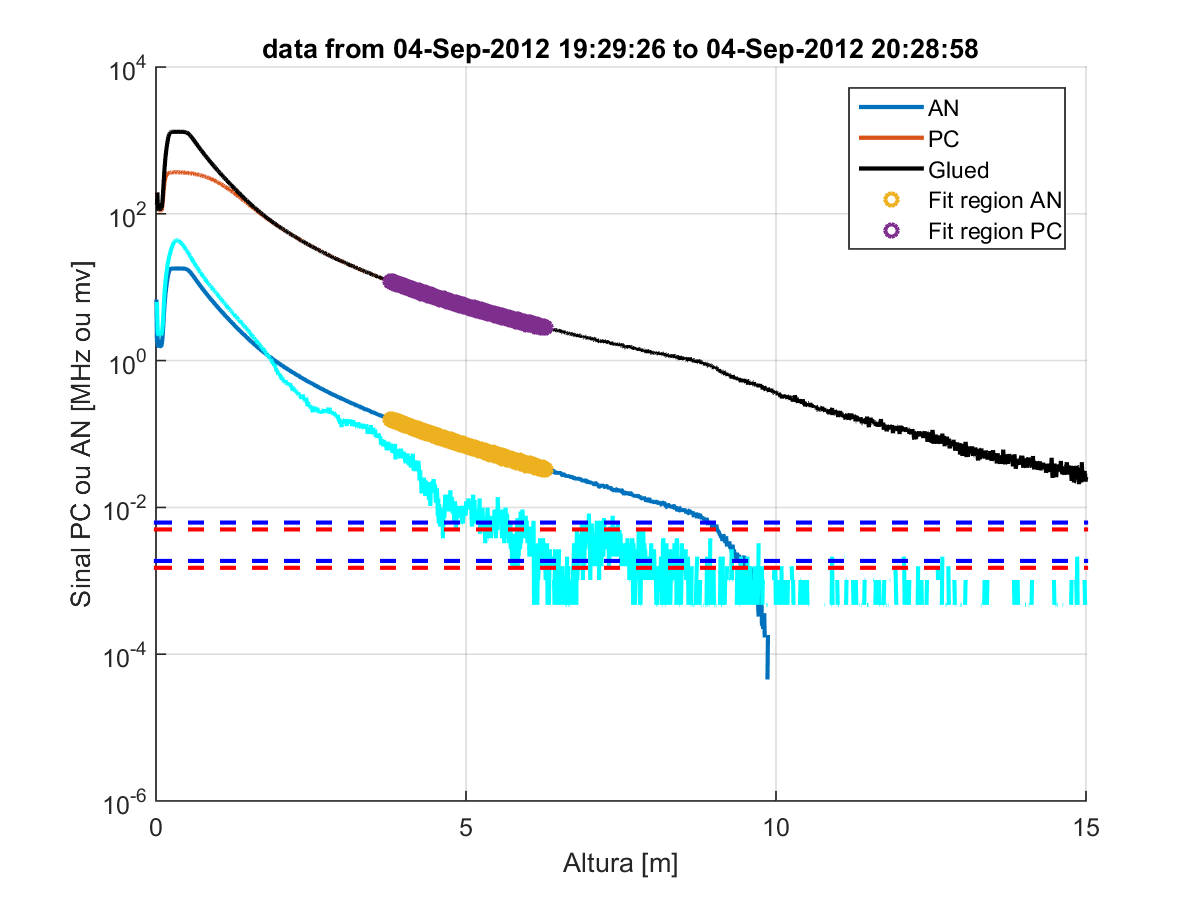 data from 04-Sep-2012 19:29:26 to 04-Sep-2012 20:28:58
AN
PC
Glued
Fit region AN
Fit region PC
Sinal PC ou AN [MHz ou mv]
10^4
10^2
10^0
10^-2
10^-4
10^-6
0 5 10 15
Altura [m]